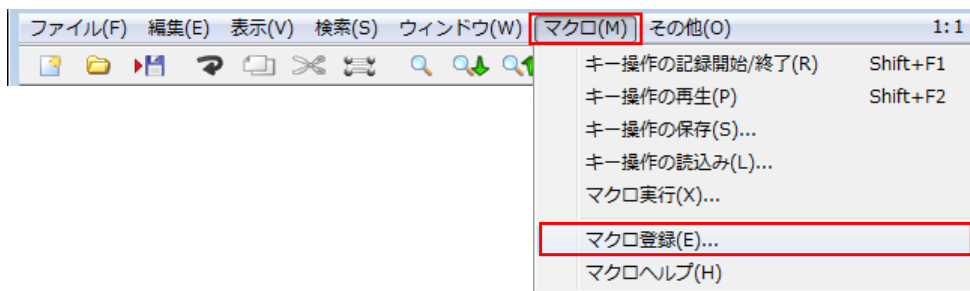 ファイル(F) 編集(E) 表示(V) 検索(S) ウィンドウ(W) マクロ(M) その他(O) 1:1
キー操作の記録開始/終了(R) Shift+F1
キー操作の再生(P) Shift+F2
キー操作の保存(S)...
キー操作の読込み(L)...
マクロ実行(X)...
マクロ登録(E)...
マクロヘルプ(H)